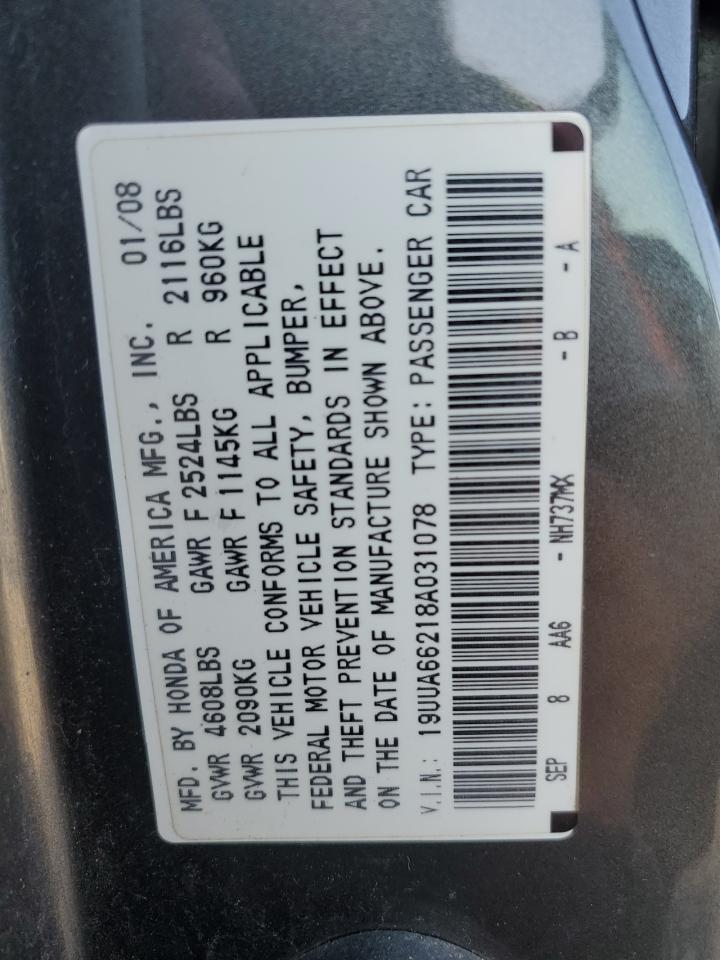 MFD. BY HONDA OF AMERICA MFG., INC. 01/08
GVWR 4608LBS GAWR F 2524LBS R 2116LBS
GVWR 2090KG GAWR F 1145KG R 960KG
THIS VEHICLE CONFORMS TO ALL APPLICABLE
FEDERAL MOTOR VEHICLE SAFETY, BUMPER,
AND THEFT PREVENTION STANDARDS IN EFFECT
ON THE DATE OF MANUFACTURE SHOWN ABOVE.
V.I.N.: 19UUA66218A031078 TYPE: PASSENGER CAR
SEP 8 AA6 - NH737MX - B - A